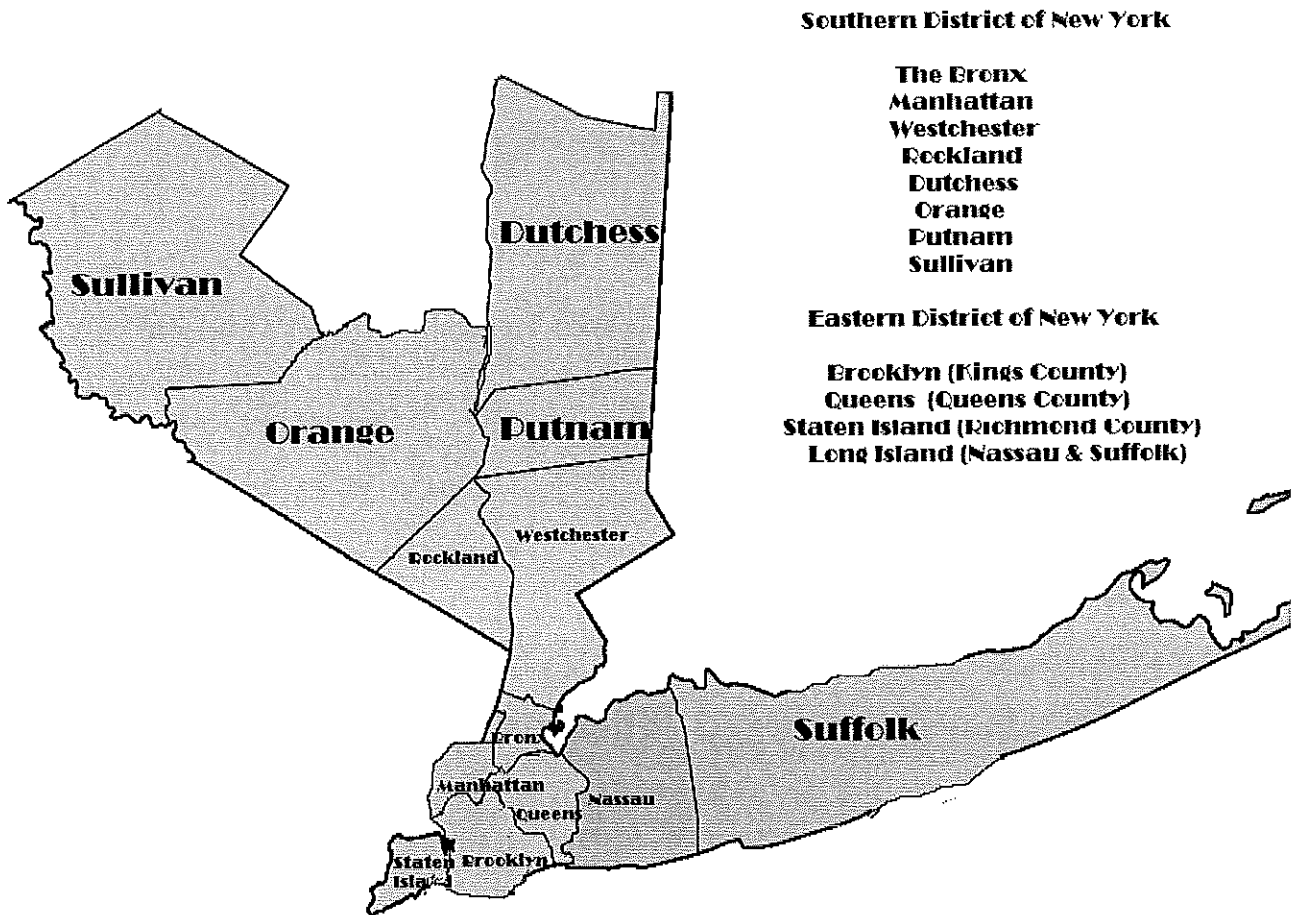 Southern District of New York
The Bronx
Manhattan
Westchester
Rockland
Dutchess
Orange
Putnam
Sullivan
Eastern District of New York
Brooklyn (Kings County)
Queens (Queens County)
Staten Island (Richmond County)
Long Island (Nassau & Suffolk)
Dutchess
Sullivan
Orange
Putnam
Westchester
Rockland
Suffolk
Bronx
Manhattan
Nassau
Queens
Staten
Island
Brooklyn